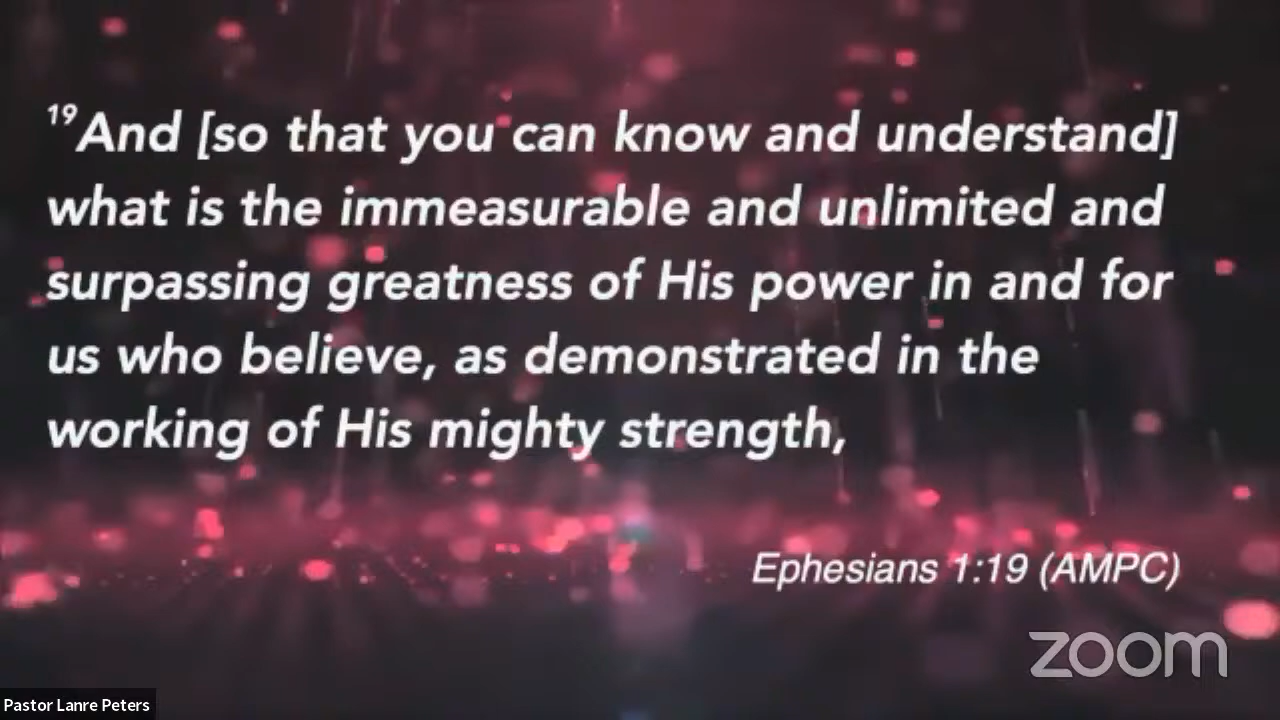 19And [so that you can know and understand]
what is the immeasurable and unlimited and
surpassing greatness of His power in and for
us who believe, as demonstrated in the
working of His mighty strength,
Ephesians 1:19 (AMPC)
zoom
Pastor Lanre Peters